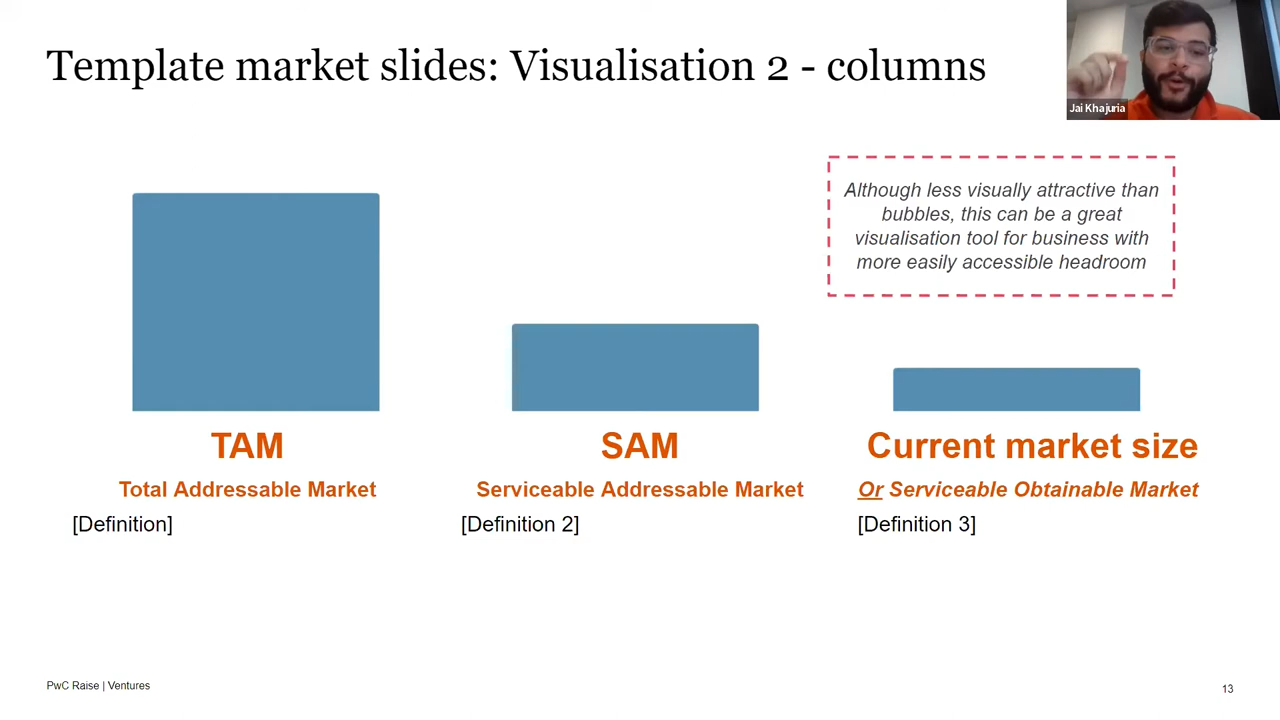 Template market slides: Visualisation 2 - columns
Jai Khajuria
Although less visually attractive than
bubbles, this can be a great
visualisation tool for business with
more easily accessible headroom
TAM
Total Addressable Market
[Definition]
SAM
Serviceable Addressable Market
[Definition 2]
Current market size
Or Serviceable Obtainable Market
[Definition 3]
PwC Raise | Ventures
13